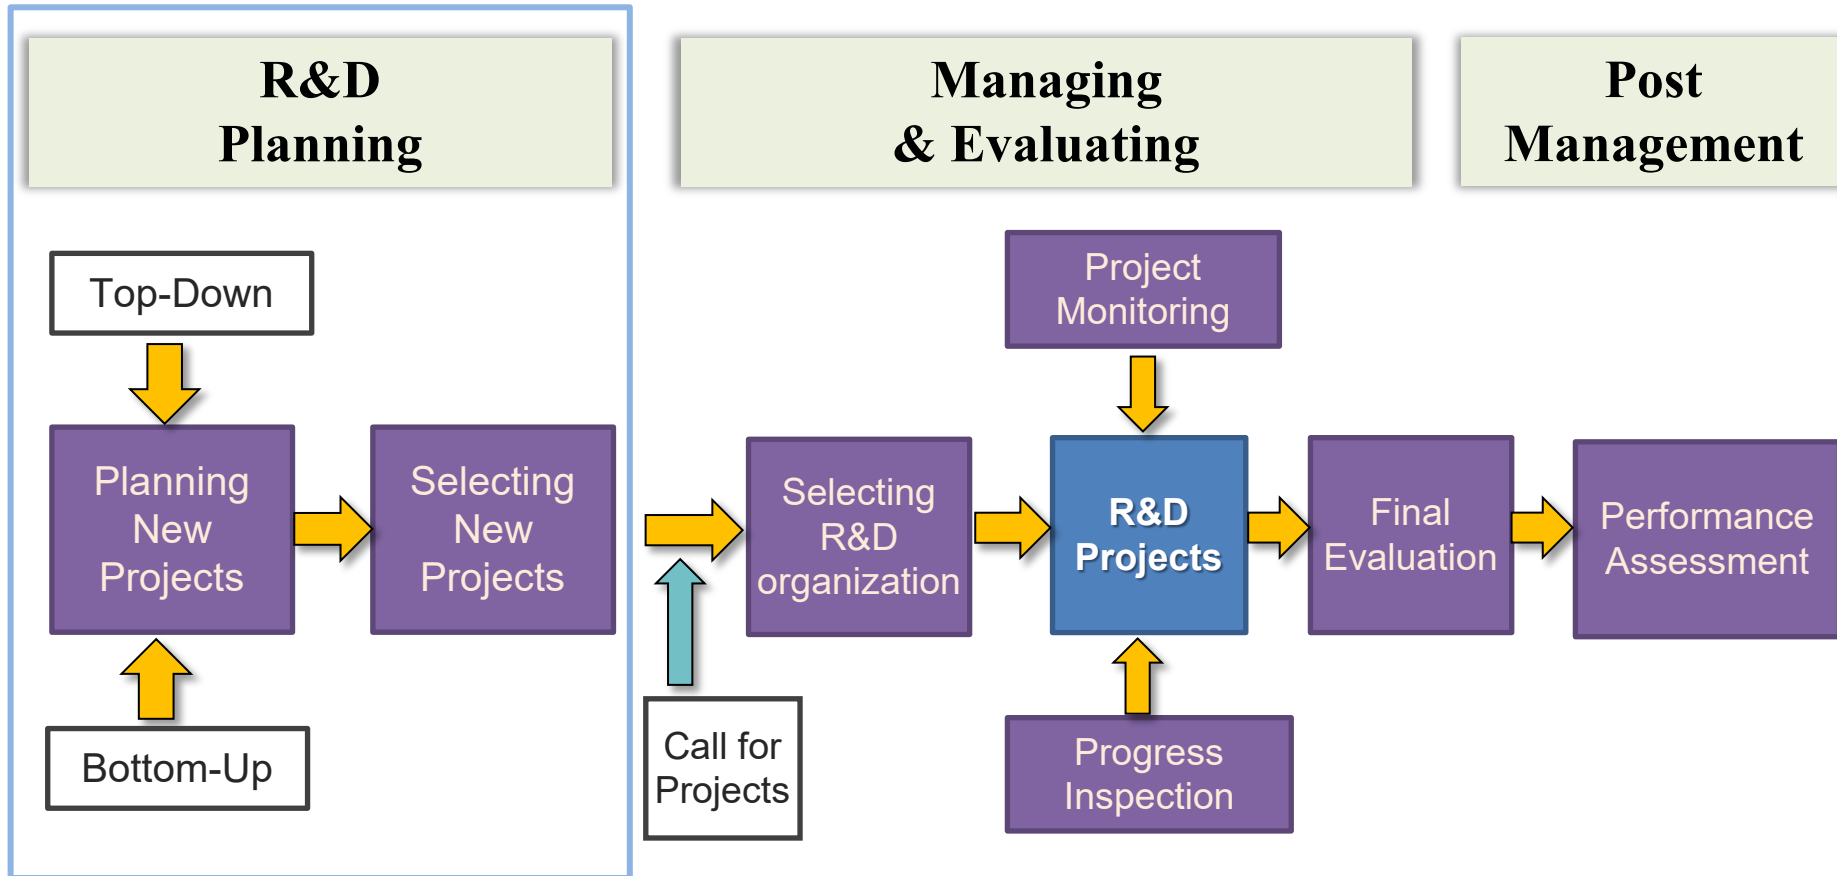 R&D
Planning
Managing
& Evaluating
Post
Management
Top-Down
Planning
New
Projects
Bottom-Up
Selecting
New
Projects
Call for
Projects
Selecting
R&D
organization
Project
Monitoring
R&D
Projects
Progress
Inspection
Final
Evaluation
Performance
Assessment